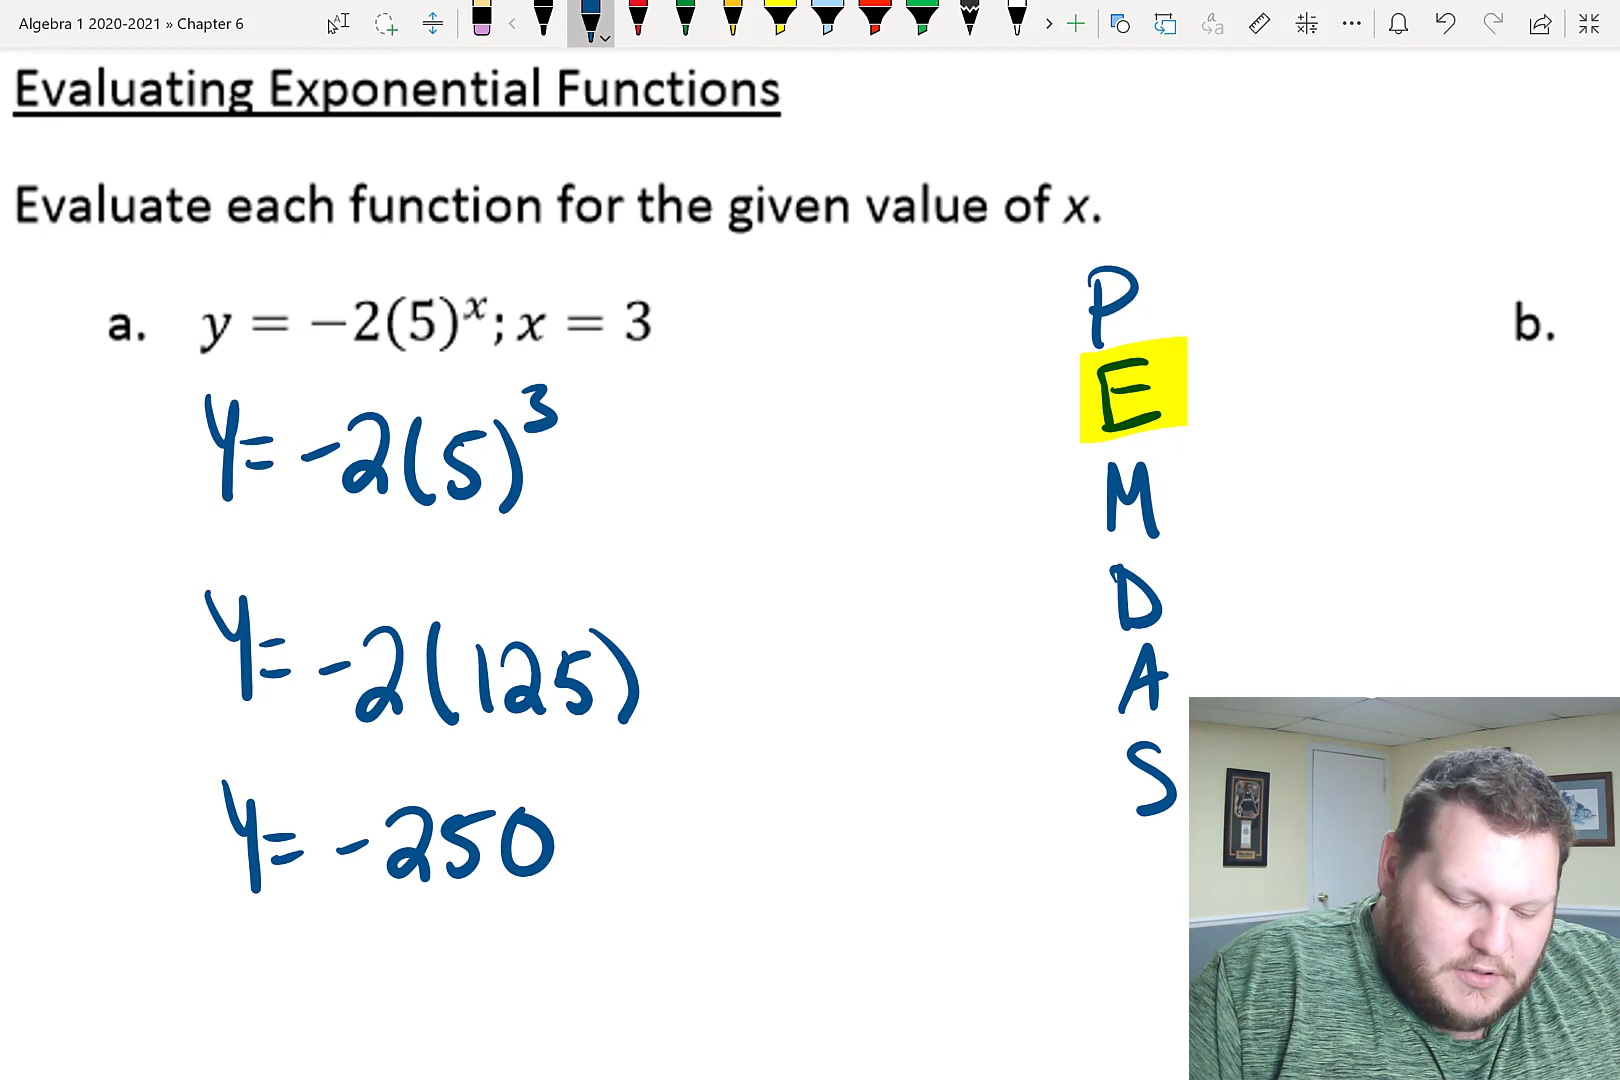 Algebra 1 2020-2021 » Chapter 6
Evaluating Exponential Functions
Evaluate each function for the given value of x.
a. y = −2(5)^x; x = 3
y= -2(5)^3
y= -2(125)
y= -250
P
E
M
D
A
S
b.